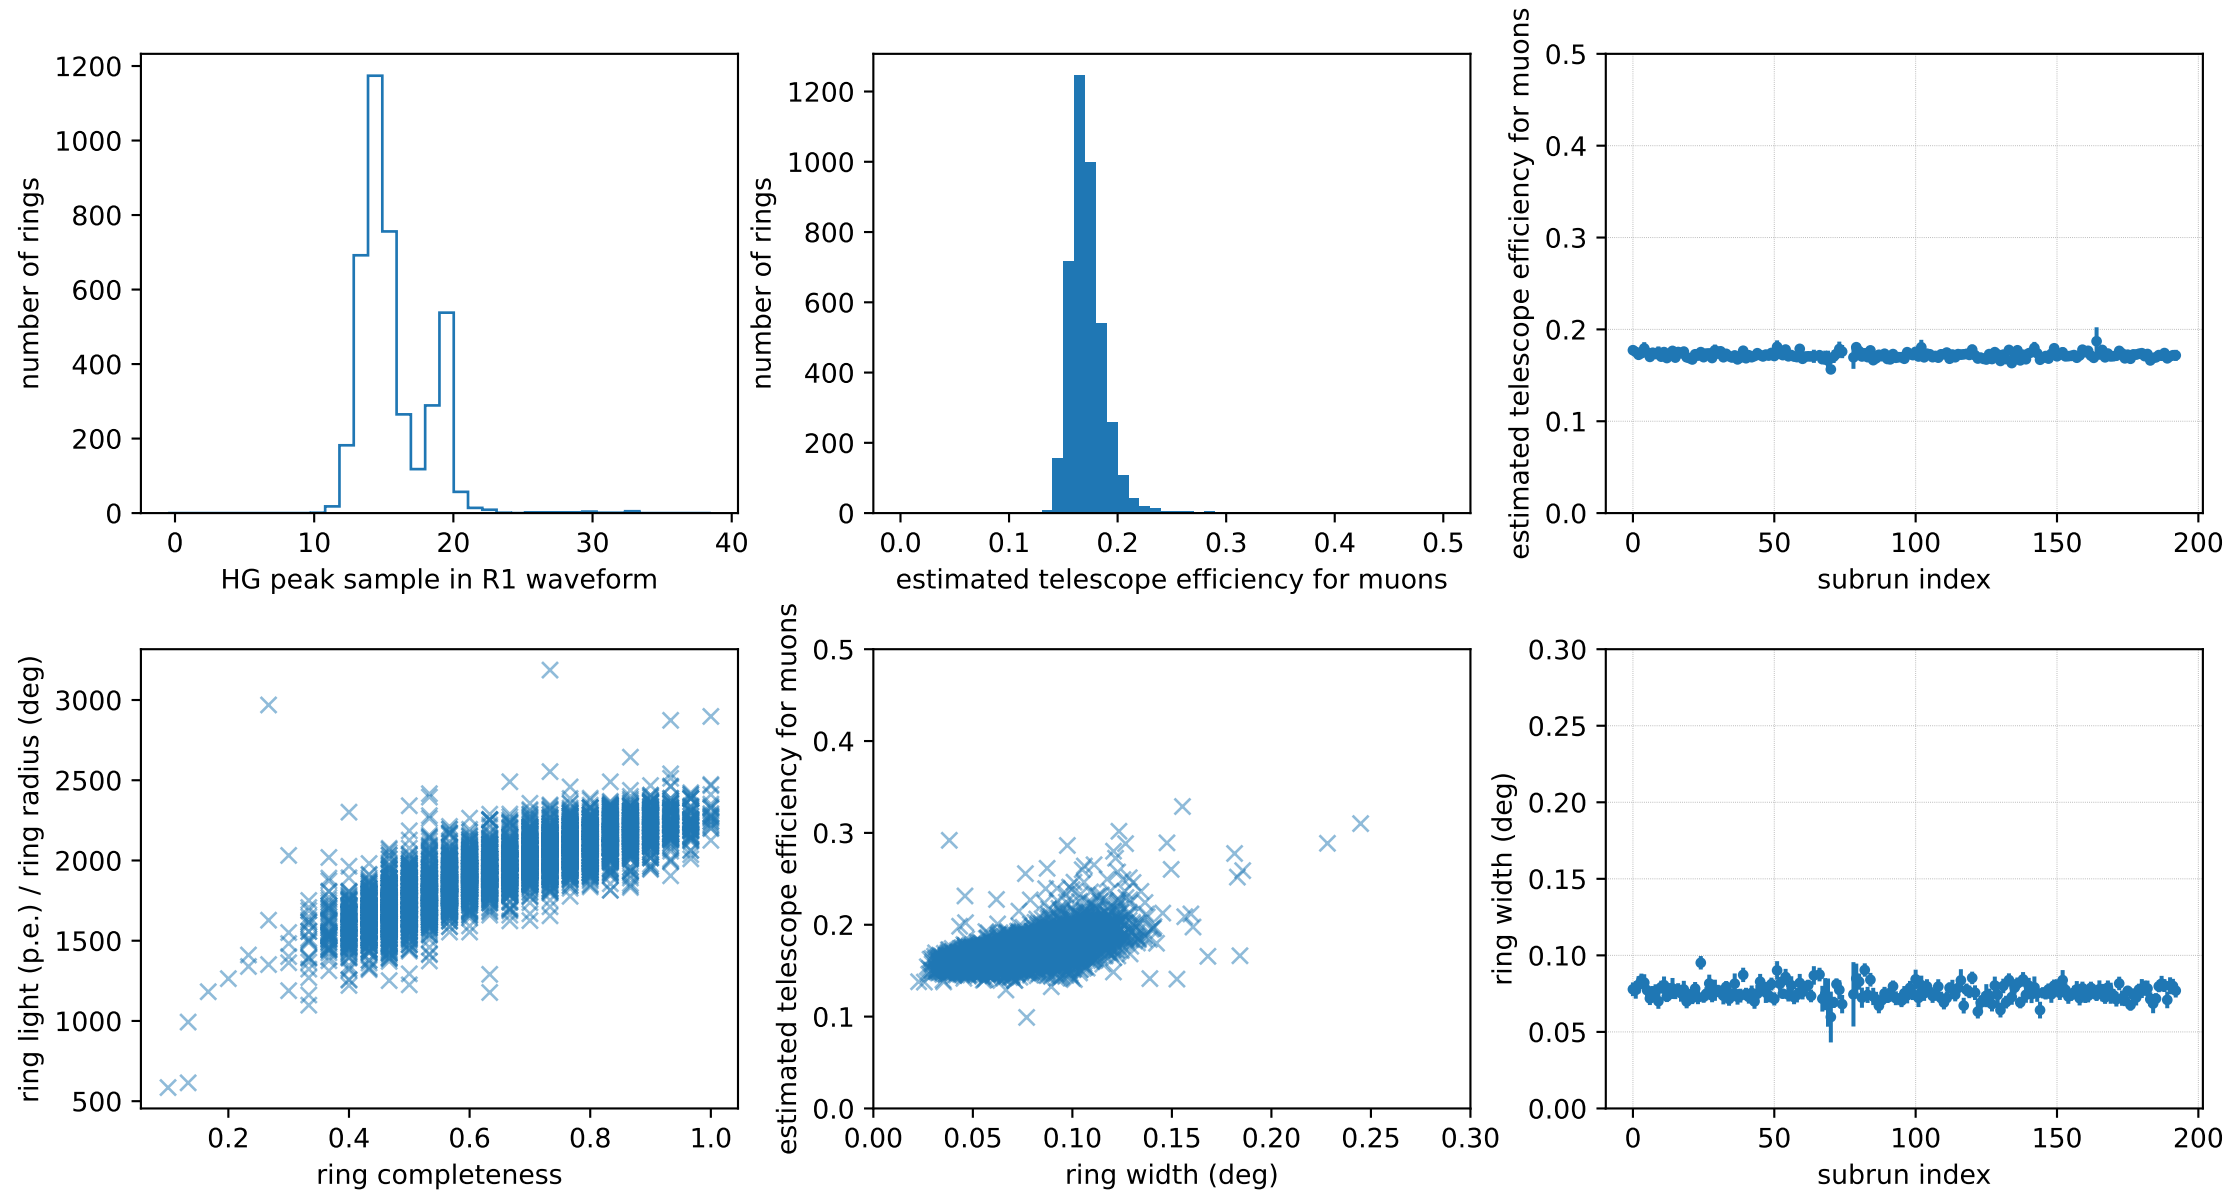 1200
1000
800
600
400
200
0
number of rings
0 10 20 30 40
HG peak sample in R1 waveform
1200
1000
800
600
400
200
0
number of rings
0.0 0.1 0.2 0.3 0.4 0.5
estimated telescope efficiency for muons
0.5
0.4
0.3
0.2
0.1
0.0
estimated telescope efficiency for muons
0 50 100 150 200
subrun index
3000
2500
2000
1500
1000
500
ring light (p.e.) / ring radius (deg)
0.2 0.4 0.6 0.8 1.0
ring completeness
0.5
0.4
0.3
0.2
0.1
0.0
estimated telescope efficiency for muons
0.00 0.05 0.10 0.15 0.20 0.25 0.30
ring width (deg)
0.30
0.25
0.20
0.15
0.10
0.05
0.00
ring width (deg)
0 50 100 150 200
subrun index